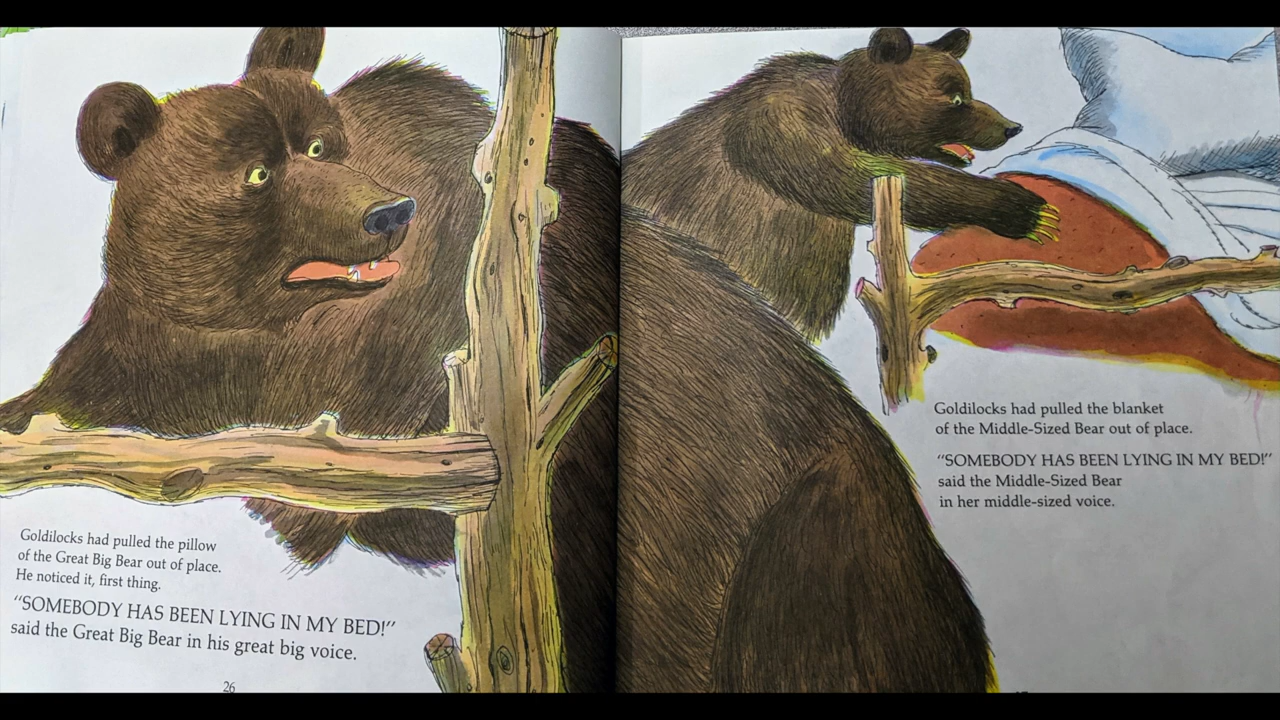 Goldilocks had pulled the pillow
of the Great Big Bear out of place.
He noticed it, first thing.
“SOMEBODY HAS BEEN LYING IN MY BED!”
said the Great Big Bear in his great big voice.
26
Goldilocks had pulled the blanket
of the Middle-Sized Bear out of place.
“SOMEBODY HAS BEEN LYING IN MY BED!”
said the Middle-Sized Bear
in her middle-sized voice.